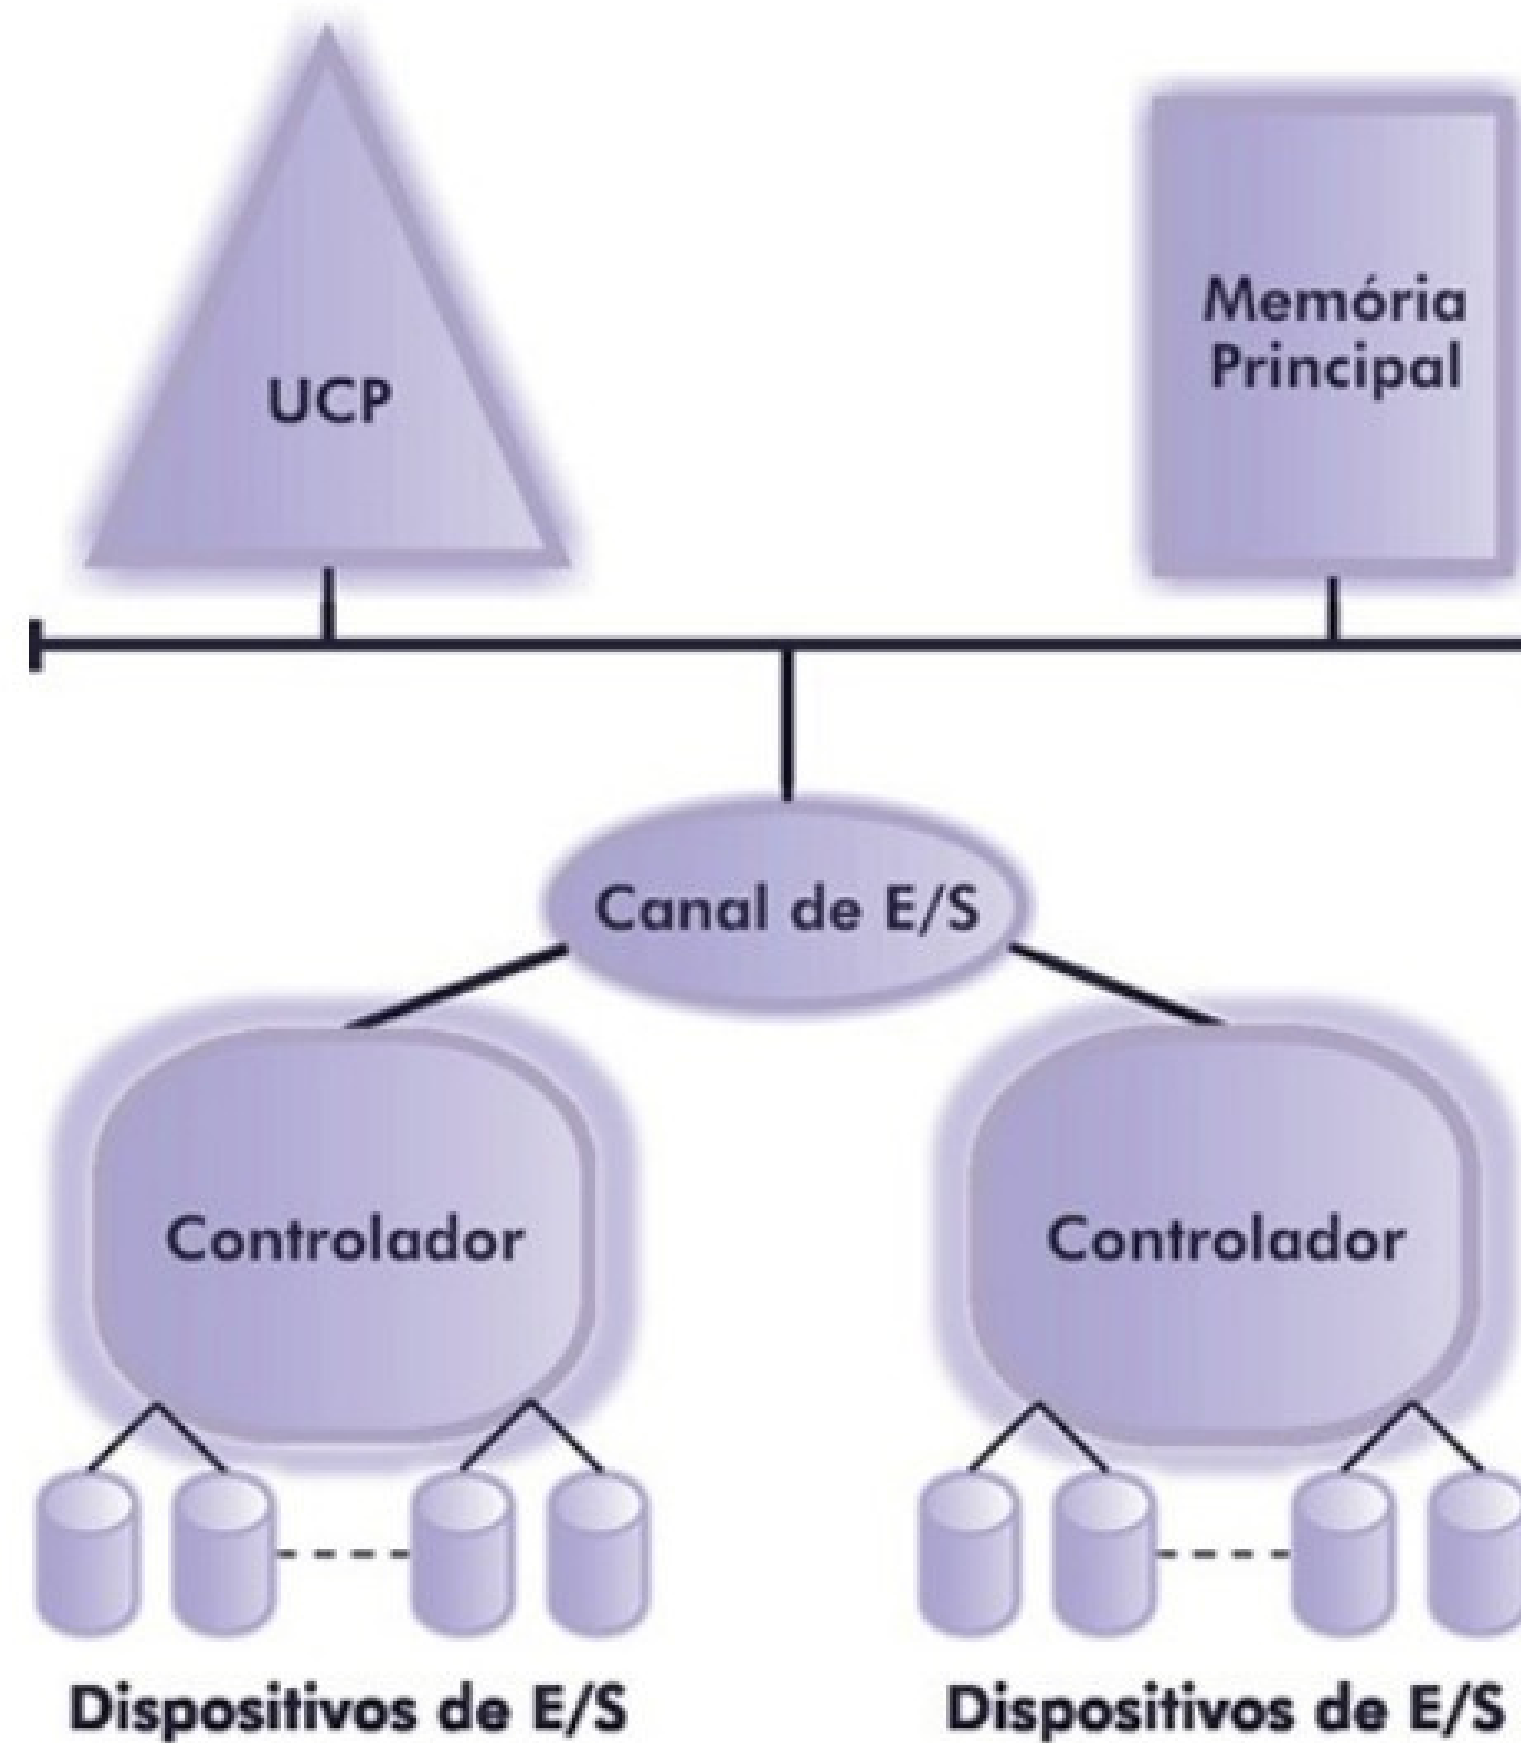 UCP
Memória
Principal
Canal de E/S
Controlador
Controlador
Dispositivos de E/S
Dispositivos de E/S